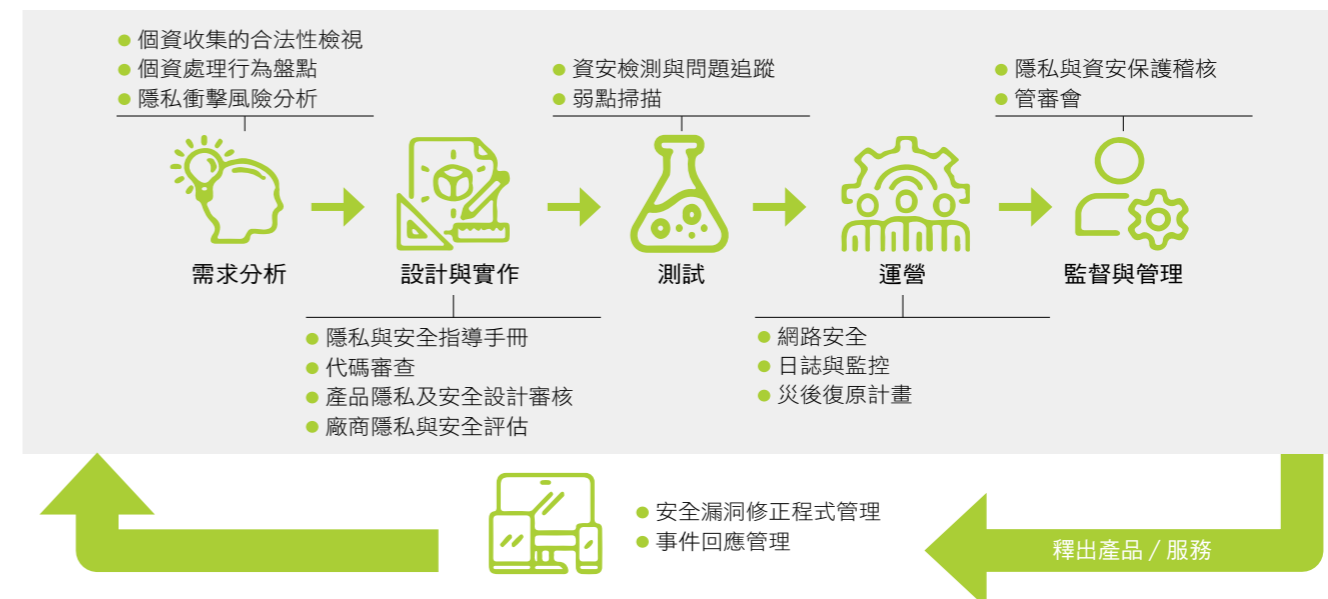 個資收集的合法性檢視
個資處理行為盤點
隱私衝擊風險分析
資安檢測與問題追蹤
弱點掃描
隱私與資安保護稽核
管審會
需求分析
設計與實作
測試
運營
監督與管理
隱私與安全指導手冊
代碼審查
產品隱私及安全設計審核
廠商隱私與安全評估
網路安全
日誌與監控
災後復原計畫
安全漏洞修正程式管理
事件回應管理
釋出產品 / 服務